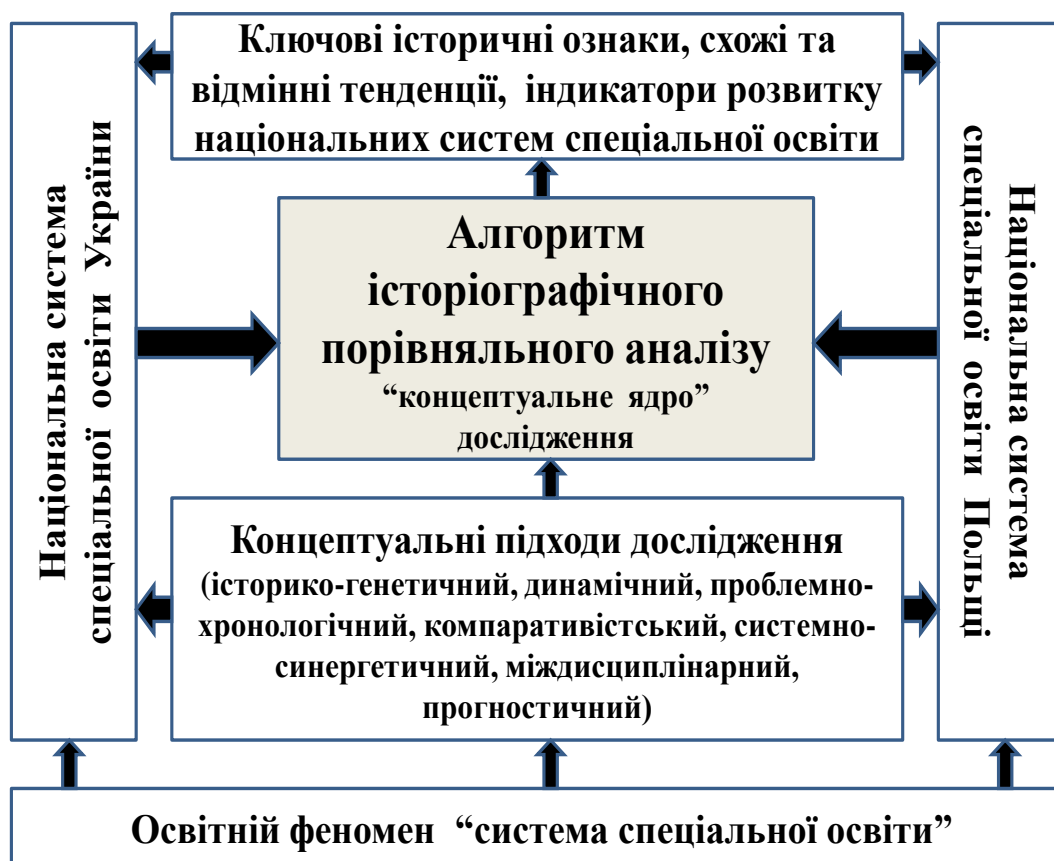 Ключові історичні ознаки, схожі та
відмінні тенденції, індикатори розвитку
національних систем спеціальної освіти
Національна система
спеціальної освіти України
Алгоритм
історіографічного
порівняльного аналізу
“концептуальне ядро”
дослідження
Національна система
спеціальної освіти Польщі
Концептуальні підходи дослідження
(історико-генетичний, динамічний, проблемно-
хронологічний, компаративістський, системно-
синергетичний, міждисциплінарний,
прогностичний)
Освітній феномен “система спеціальної освіти”